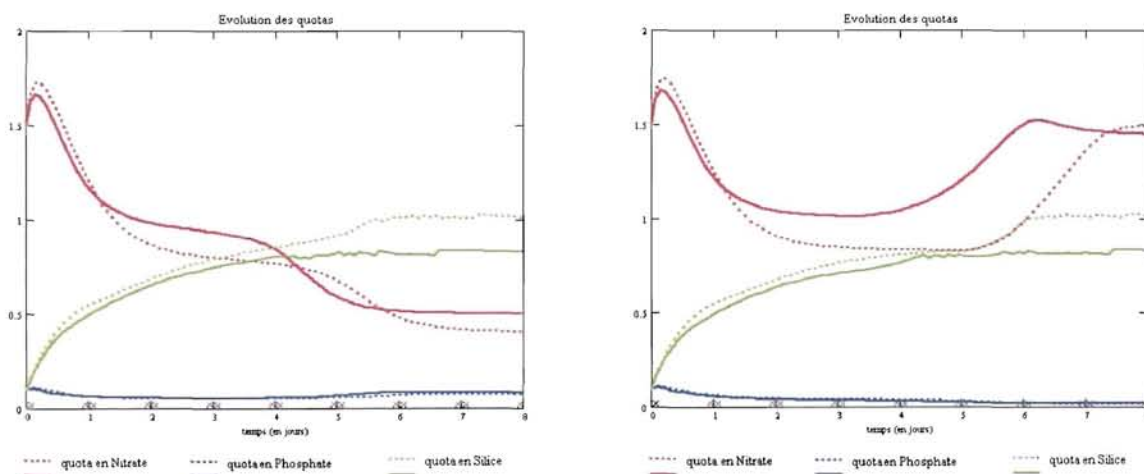 Evolution des quotas
2
1.5
1
0.5
0
0 1 2 3 4 5 6 7 8
temps (en jours)
quota en Nitrate quota en Phosphate quota en Silice
Evolution des quotas
2
1.5
1
0.5
0
0 1 2 3 4 5 6 7
temps (en jours)
quota en Nitrate quota en Phosphate quota en Silice